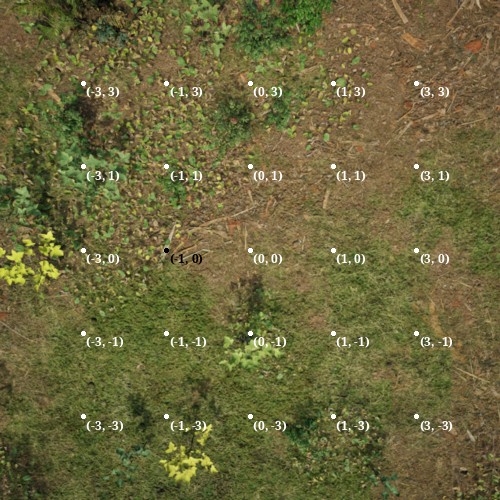 (-3, 3) (-1, 3) (0, 3) (1, 3) (3, 3)
(-3, 1) (-1, 1) (0, 1) (1, 1) (3, 1)
(-3, 0) (-1, 0) (0, 0) (1, 0) (3, 0)
(-3, -1) (-1, -1) (0, -1) (1, -1) (3, -1)
(-3, -3) (-1, -3) (0, -3) (1, -3) (3, -3)